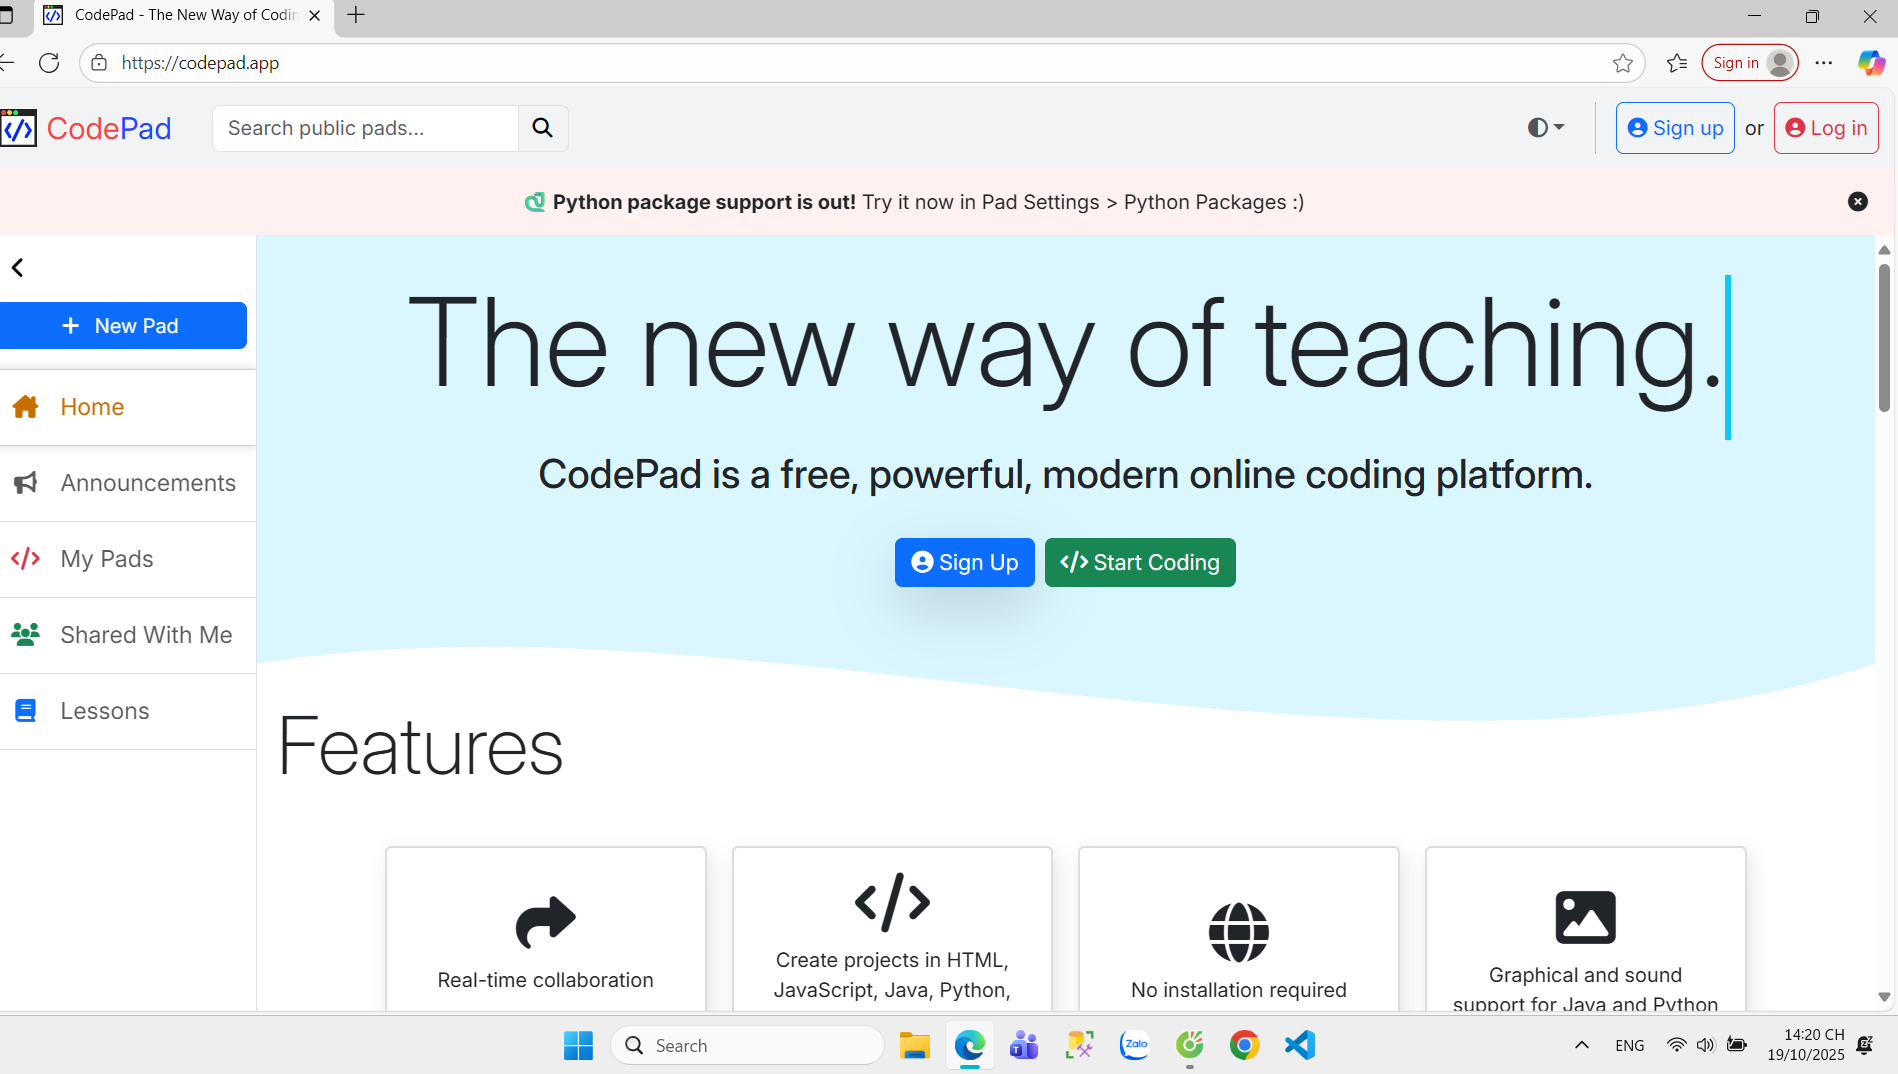 CodePad - The New Way of Codin
https://codepad.app
Sign in
CodePad
Search public pads...
Sign up or Log in
Python package support is out! Try it now in Pad Settings > Python Packages :)
New Pad
Home
Announcements
My Pads
Shared With Me
Lessons
The new way of teaching.
CodePad is a free, powerful, modern online coding platform.
Sign Up
Start Coding
Features
Real-time collaboration
Create projects in HTML,
JavaScript, Java, Python,
No installation required
Graphical and sound
support for Java and Python
Search
Zalo
ENG
14:20 CH
19/10/2025